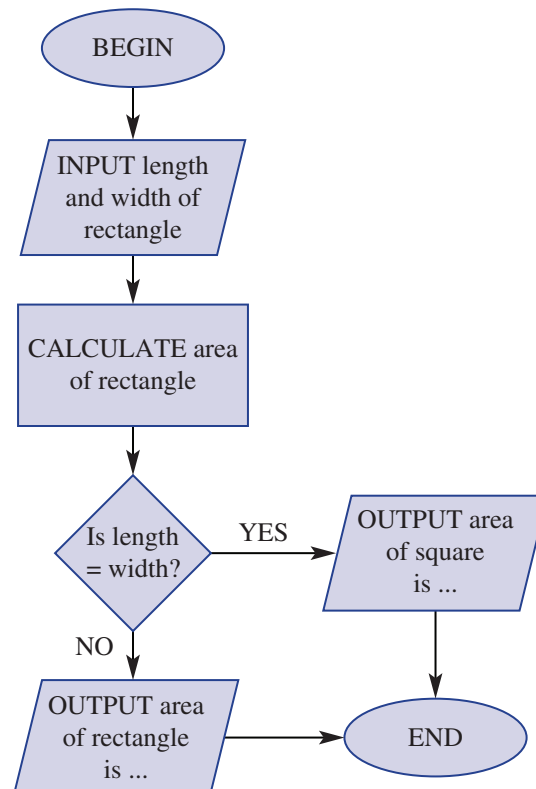 BEGIN
INPUT length
and width of
rectangle
CALCULATE area
of rectangle
Is length
= width?
YES
OUTPUT area
of square
is ...
NO
OUTPUT area
of rectangle
is ...
END